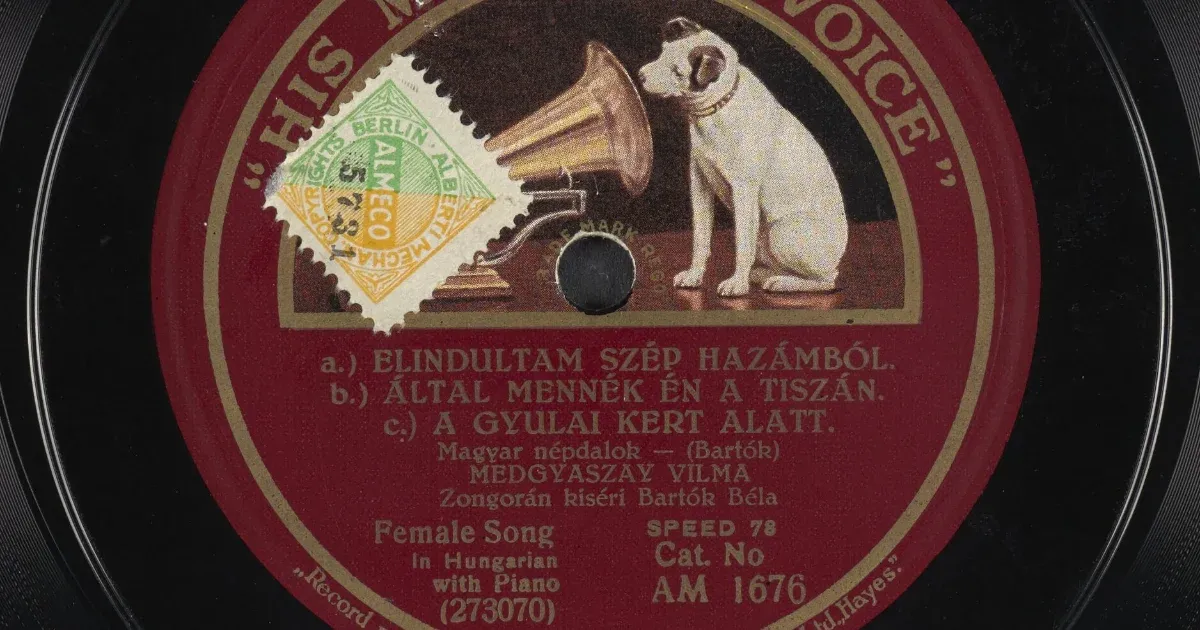 "HIS M VOICE"
BERLIN · ALBERTI MECHA COPYRIGHTS
ALMECO
5731
TRADE MARK REGD
a.) ELINDULTAM SZÉP HAZÁMBÓL.
b.) ÁLTAL MENNÉK ÉN A TISZÁN.
c.) A GYULAI KERT ALATT.
Magyar népdalok — (Bartók)
MEDGYASZAY VILMA
Zongorán kiséri Bartók Béla
Female Song
In Hungarian
with Piano
(273070)
SPEED 78
Cat. No
AM 1676
„Record
Ltd., Hayes."